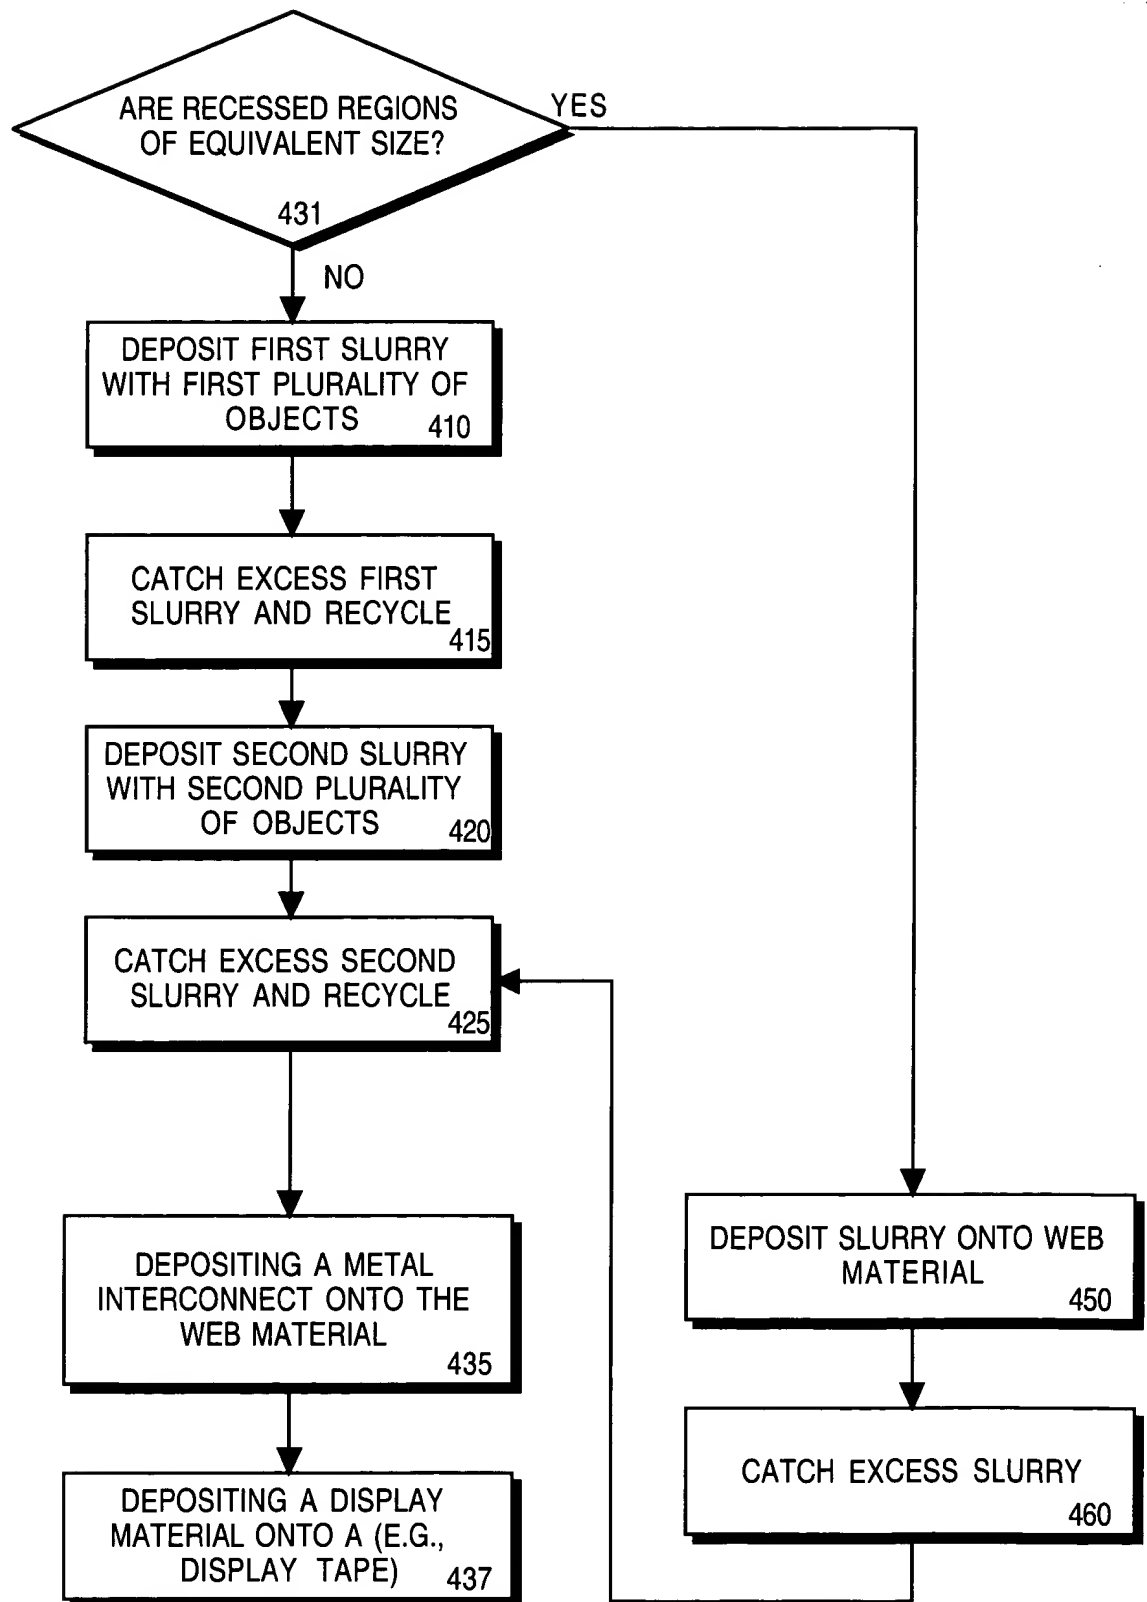 ARE RECESSED REGIONS
OF EQUIVALENT SIZE?
431
YES
NO
DEPOSIT FIRST SLURRY
WITH FIRST PLURALITY OF
OBJECTS 410
CATCH EXCESS FIRST
SLURRY AND RECYCLE
415
DEPOSIT SECOND SLURRY
WITH SECOND PLURALITY
OF OBJECTS 420
CATCH EXCESS SECOND
SLURRY AND RECYCLE
425
DEPOSITING A METAL
INTERCONNECT ONTO THE
WEB MATERIAL
435
DEPOSITING A DISPLAY
MATERIAL ONTO A (E.G.,
DISPLAY TAPE) 437
DEPOSIT SLURRY ONTO WEB
MATERIAL
450
CATCH EXCESS SLURRY
460